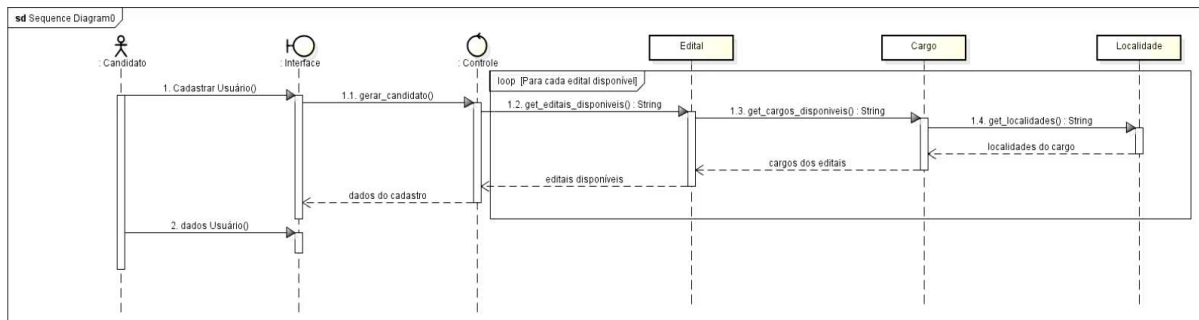 sd Sequence Diagram0
: Candidato
: Interface
: Controle
Edital
Cargo
Localidade
loop [Para cada edital disponível]
1. Cadastrar Usuário()
1.1. gerar_candidato()
1.2. get_editais_disponiveis() : String
1.3. get_cargos_disponiveis() : String
1.4. get_localidades() : String
localidades do cargo
cargos dos editais
editais disponíveis
dados do cadastro
2. dados Usuário()